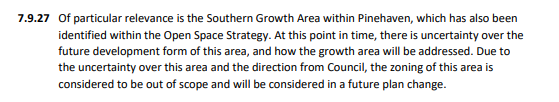 7.9.27 Of particular relevance is the Southern Growth Area within Pinehaven, which has also been
identified within the Open Space Strategy. At this point in time, there is uncertainty over the
future development form of this area, and how the growth area will be addressed. Due to
the uncertainty over this area and the direction from Council, the zoning of this area is
considered to be out of scope and will be considered in a future plan change.